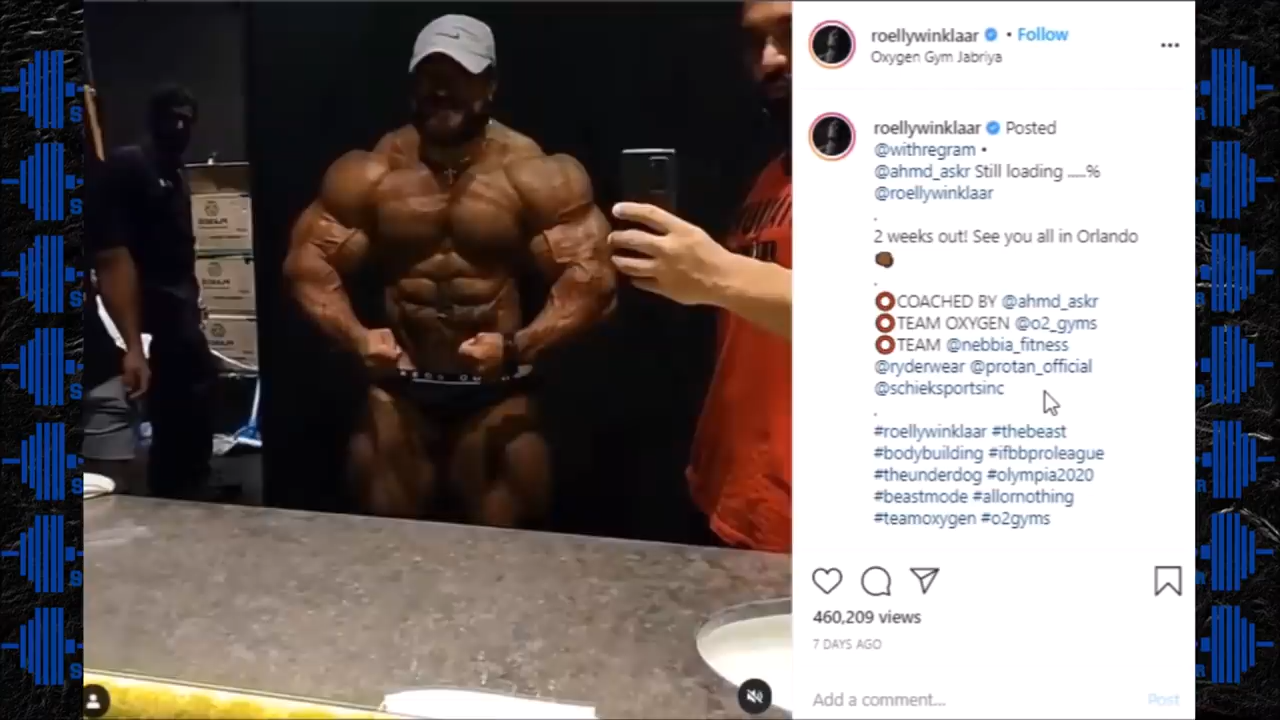 roellywinklaar • Follow
Oxygen Gym Jabriya
roellywinklaar Posted
@withregram •
@ahmd_askr Still loading .....%
@roellywinklaar
.
2 weeks out! See you all in Orlando
.
COACHED BY @ahmd_askr
TEAM OXYGEN @o2_gyms
TEAM @nebbia_fitness
@ryderwear @protan_official
@schieksportsinc
.
#roellywinklaar #thebeast
#bodybuilding #ifbbproleague
#theunderdog #olympia2020
#beastmode #allornothing
#teamoxygen #o2gyms
460,209 views
7 DAYS AGO
Add a comment...
Post